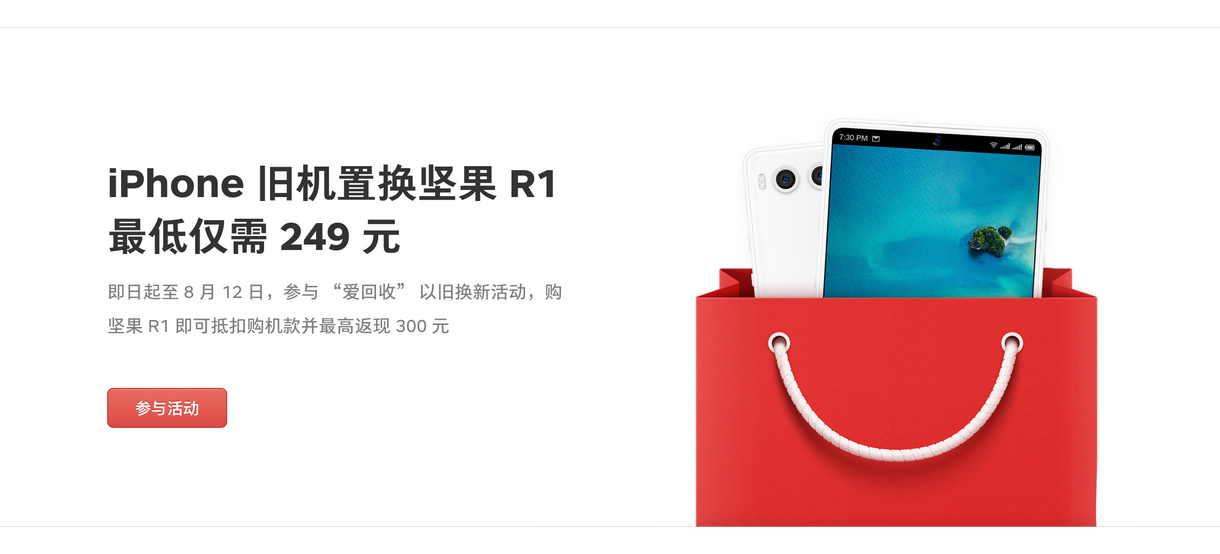 iPhone 旧机置换坚果 R1
最低仅需 249 元
即日起至 8 月 12 日，参与 “爱回收” 以旧换新活动，购
坚果 R1 即可抵扣购机款并最高返现 300 元
参与活动
7:30 PM